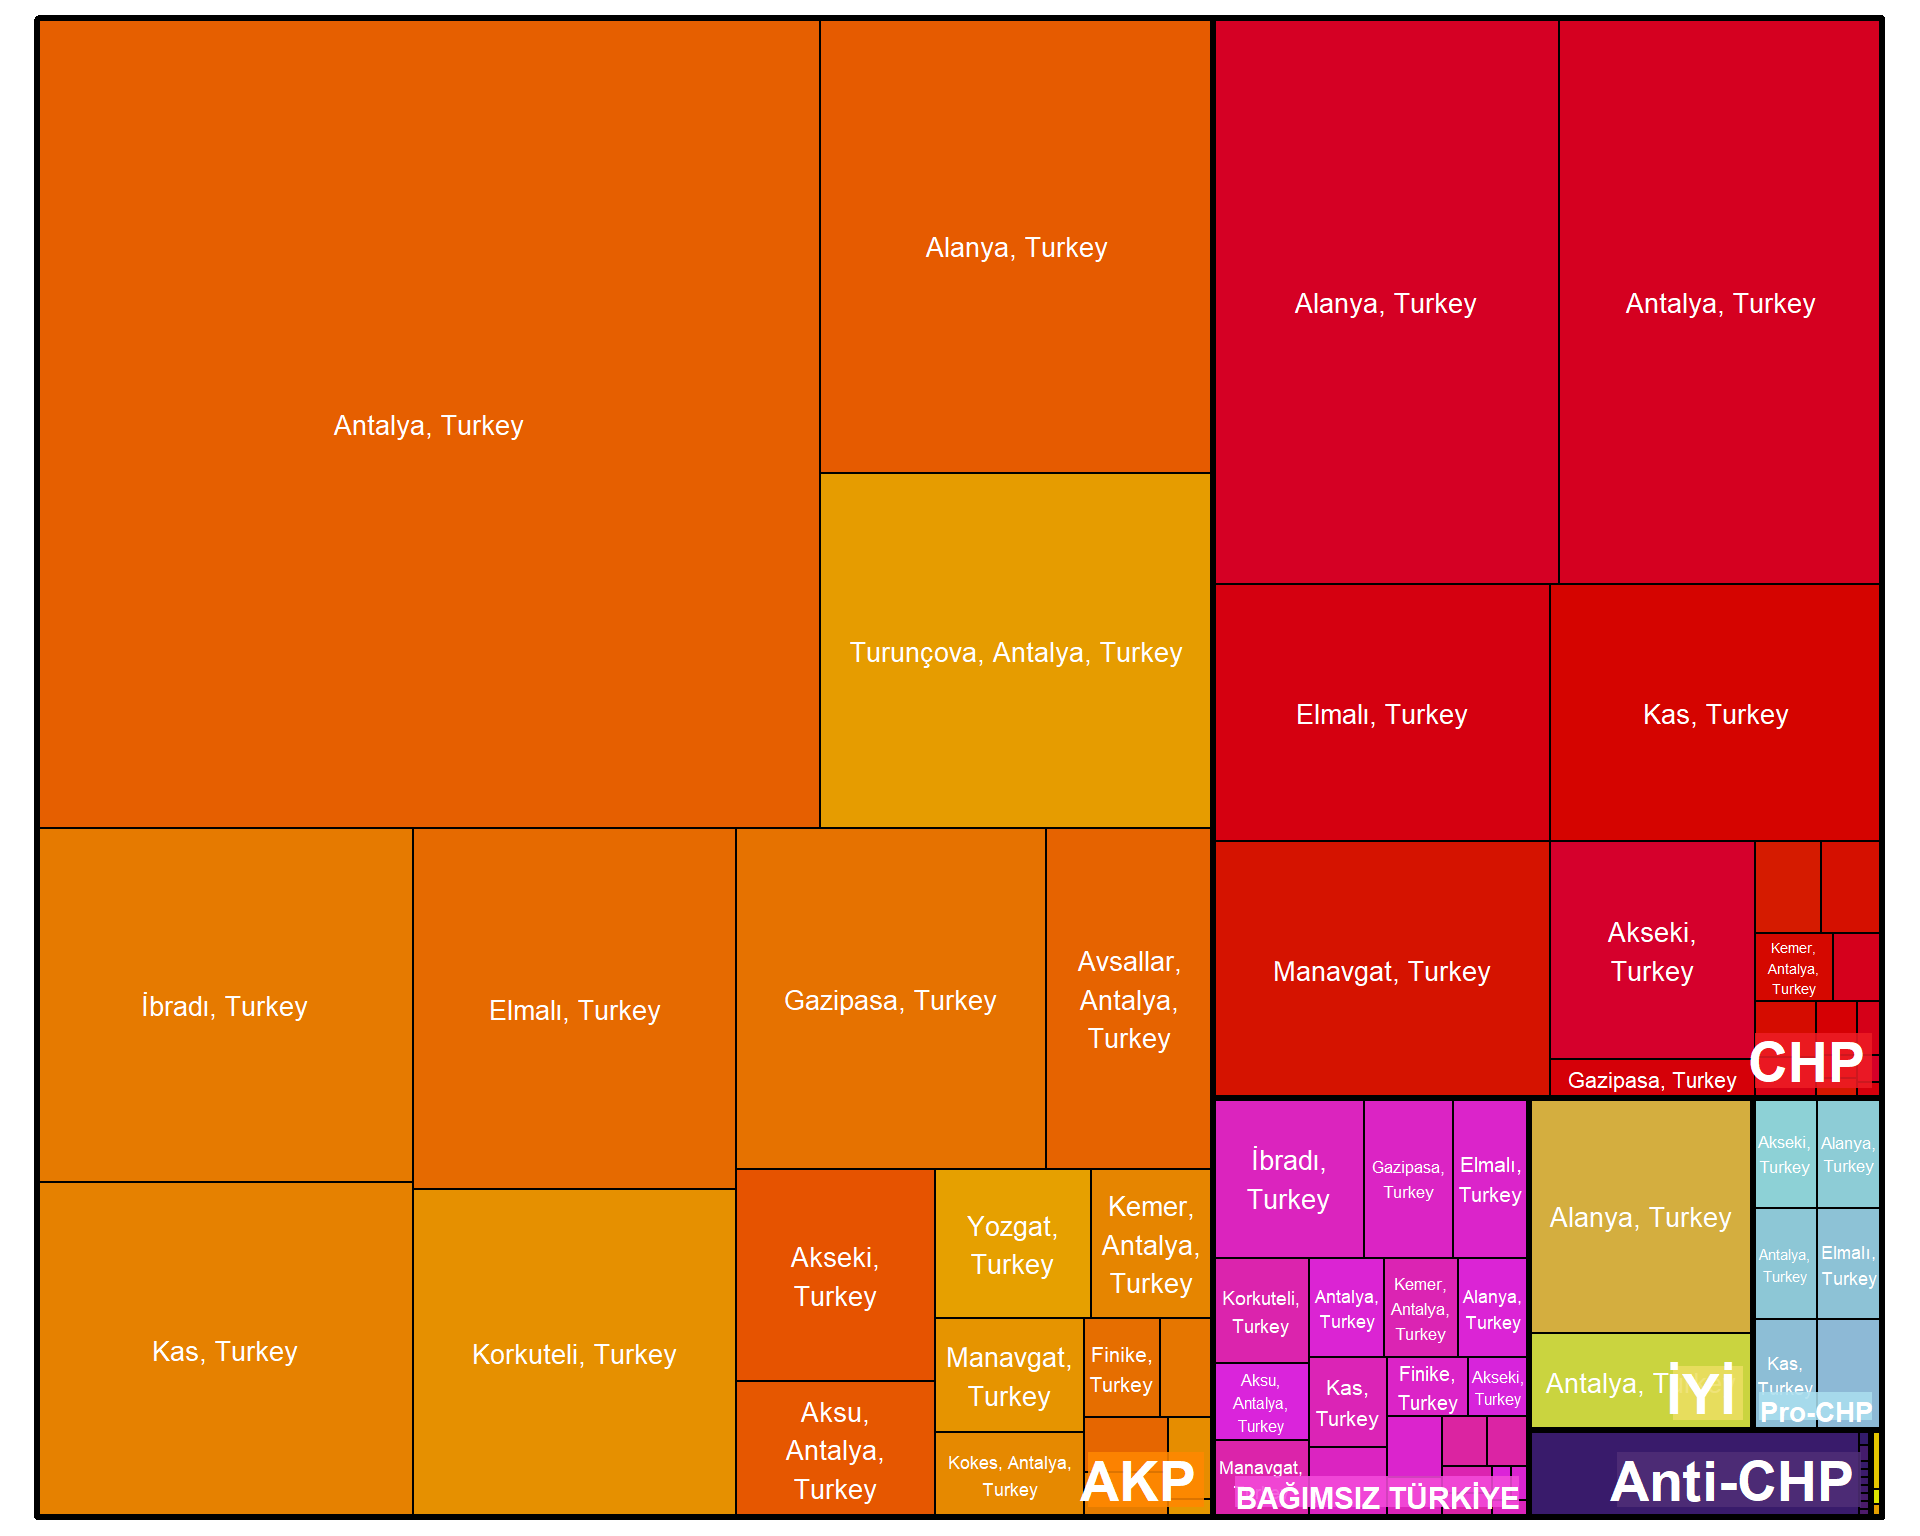 Antalya, Turkey
Alanya, Turkey
Turunçova, Antalya, Turkey
İbradı, Turkey
Elmalı, Turkey
Gazipasa, Turkey
Avsallar,
Antalya,
Turkey
Kas, Turkey
Korkuteli, Turkey
Akseki,
Turkey
Aksu,
Antalya,
Turkey
Yozgat,
Turkey
Kemer,
Antalya,
Turkey
Manavgat,
Turkey
Finike,
Turkey
Kokes, Antalya,
Turkey
AKP
Alanya, Turkey
Antalya, Turkey
Elmalı, Turkey
Kas, Turkey
Manavgat, Turkey
Akseki,
Turkey
Kemer,
Antalya,
Turkey
Gazipasa, Turkey
CHP
İbradı,
Turkey
Gazipasa,
Turkey
Elmalı,
Turkey
Korkuteli,
Turkey
Antalya,
Turkey
Kemer,
Antalya,
Turkey
Alanya,
Turkey
Aksu,
Antalya,
Turkey
Kas,
Turkey
Finike,
Turkey
Akseki,
Turkey
Manavgat,
BAĞIMSIZ TÜRKİYE
Alanya, Turkey
Antalya,
İYİ
Akseki,
Turkey
Alanya,
Turkey
Antalya,
Turkey
Elmalı,
Turkey
Kas,
Turkey
Pro-CHP
Anti-CHP